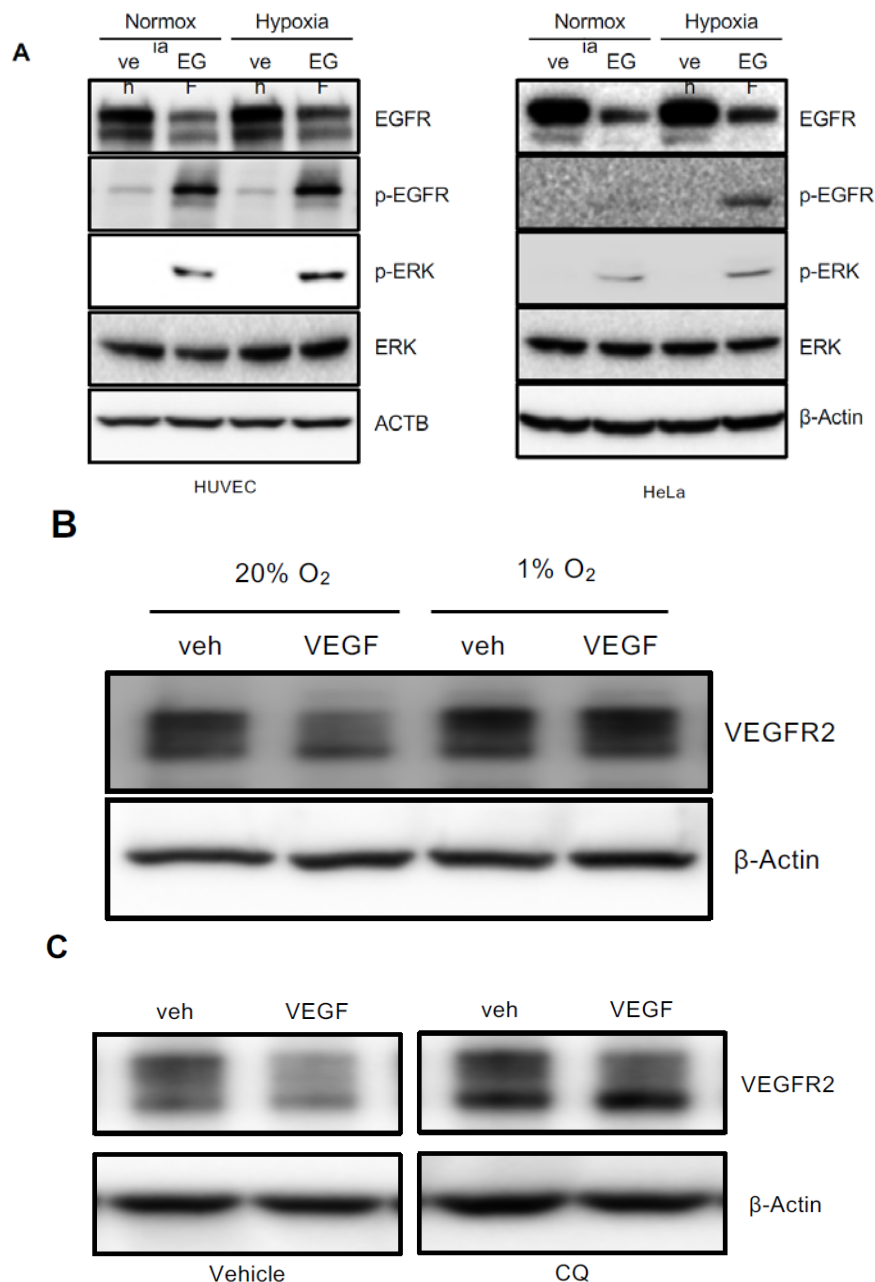 A
Normox
ia
Hypoxia
ve
h
EG
F
ve
h
EG
F
EGFR
p-EGFR
p-ERK
ERK
ACTB
HUVEC
Normox
ia
Hypoxia
ve
h
EG
F
ve
h
EG
F
EGFR
p-EGFR
p-ERK
ERK
β-Actin
HeLa
B
20% O₂
1% O₂
veh VEGF veh VEGF
VEGFR2
β-Actin
C
veh VEGF veh VEGF
VEGFR2
β-Actin
Vehicle CQ